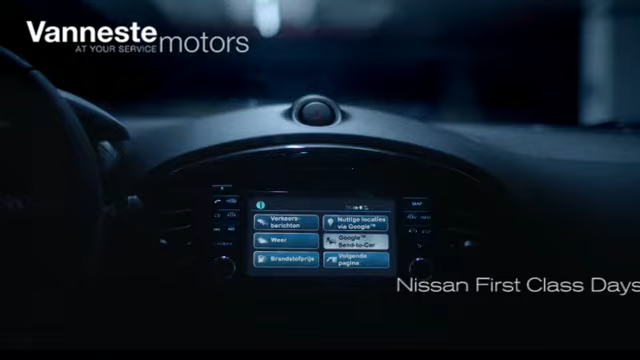 Vanneste
AT YOUR SERVICE motors
Verkeers-
berichten
Nuttige locaties
via Google™
Weer
Google™
Send-to-Car
Brandstofprijs
Volgende
pagina
MAP
Nissan First Class Days